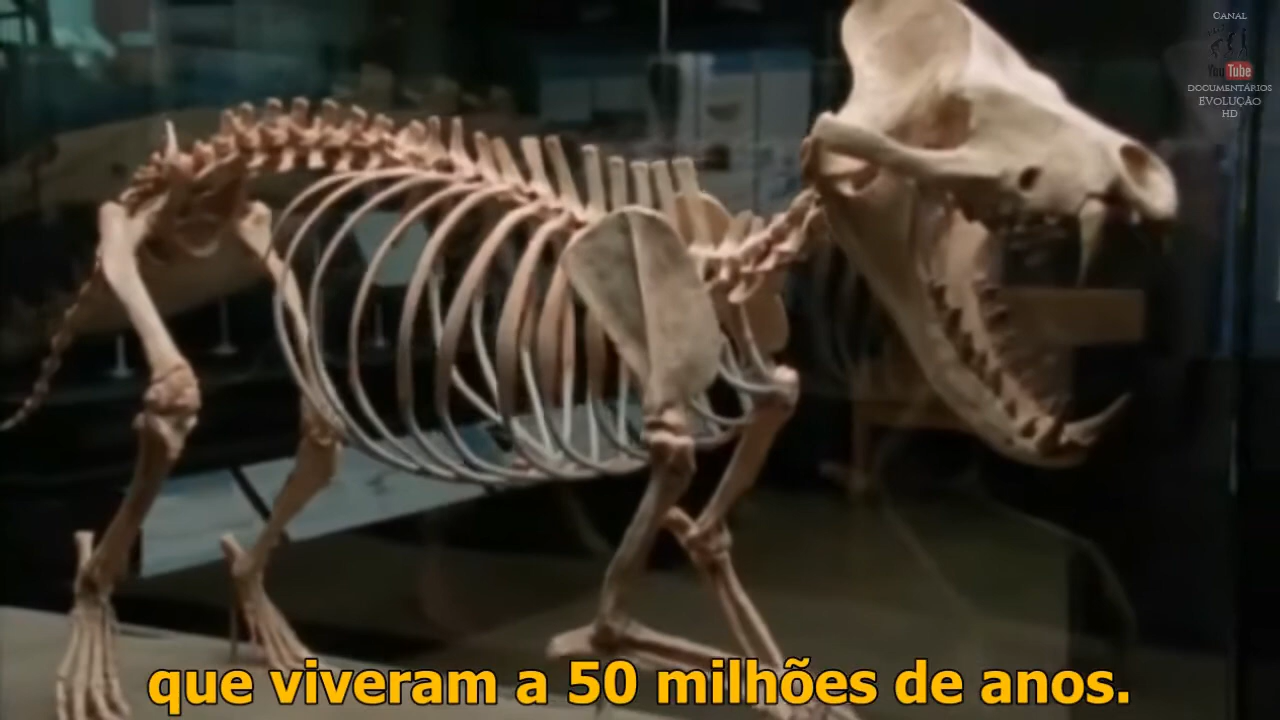 CANAL
YouTube
DOCUMENTÁRIOS
EVOLUÇÃO
HD
que viveram a 50 milhões de anos.